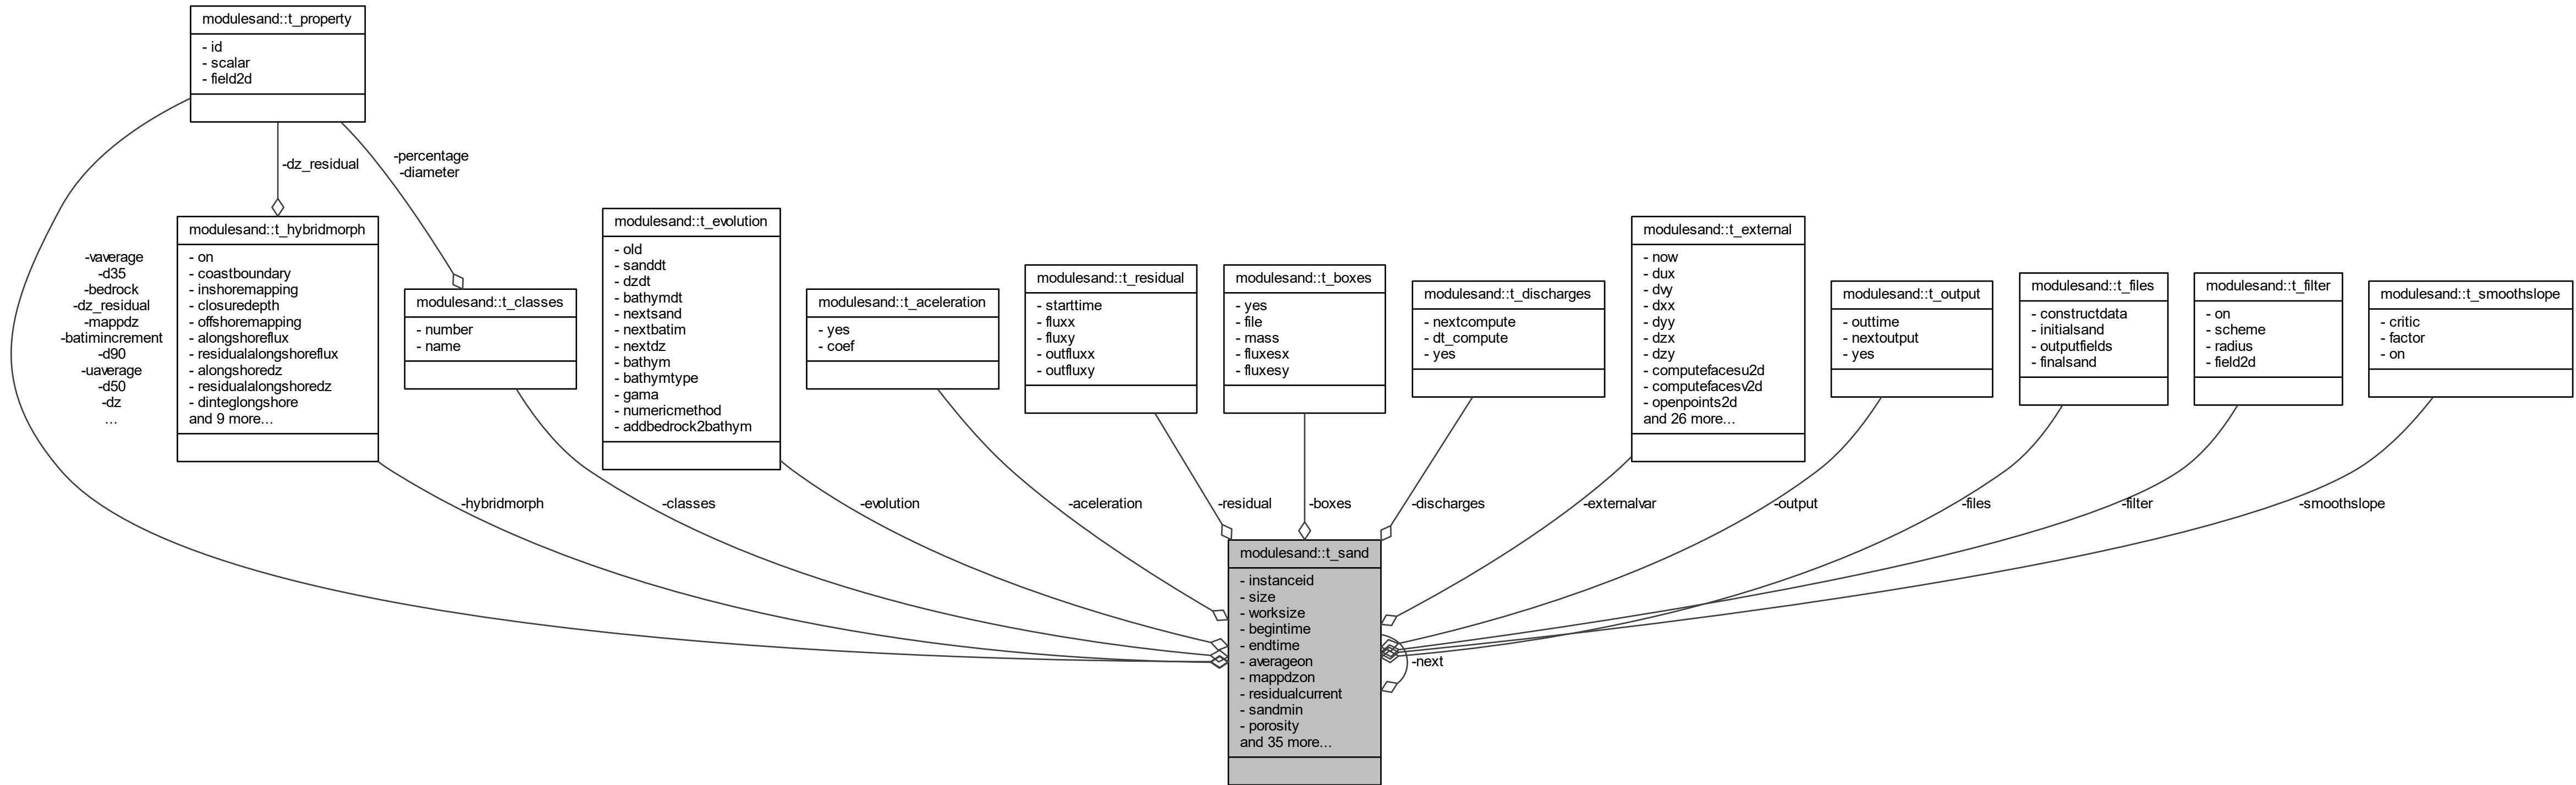 modulesand::t_property
- id
- scalar
- field2d
-dz_residual
-percentage
-diameter
-vaverage
-d35
-bedrock
-dz_residual
-mappdz
-batimincrement
-d90
-uaverage
-d50
-dz
...
modulesand::t_hybridmorph
- on
- coastboundary
- inshoremapping
- closuredepth
- offshoremapping
- alongshoreflux
- residualalongshoreflux
- alongshoredz
- residualalongshoredz
- dinteglongshore
and 9 more...
modulesand::t_classes
- number
- name
modulesand::t_evolution
- old
- sanddt
- dzdt
- bathymdt
- nextsand
- nextbatim
- nextdz
- bathym
- bathymtype
- gama
- numericmethod
- addbedrock2bathym
modulesand::t_aceleration
- yes
- coef
modulesand::t_residual
- starttime
- fluxx
- fluxy
- outfluxx
- outfluxy
modulesand::t_boxes
- yes
- file
- mass
- fluxesx
- fluxesy
modulesand::t_discharges
- nextcompute
- dt_compute
- yes
modulesand::t_external
- now
- dux
- dvy
- dxx
- dyy
- dzx
- dzy
- computefacesu2d
- computefacesv2d
- openpoints2d
and 26 more...
modulesand::t_output
- outtime
- nextoutput
- yes
modulesand::t_files
- constructdata
- initialsand
- outputfields
- finalsand
modulesand::t_filter
- on
- scheme
- radius
- field2d
modulesand::t_smoothslope
- critic
- factor
- on
-hybridmorph
-classes
-evolution
-aceleration
-residual
-boxes
-discharges
-externalvar
-output
-files
-filter
-smoothslope
modulesand::t_sand
- instanceid
- size
- worksize
- begintime
- endtime
- averageon
- mappdzon
- residualcurrent
- sandmin
- porosity
and 35 more...
-next